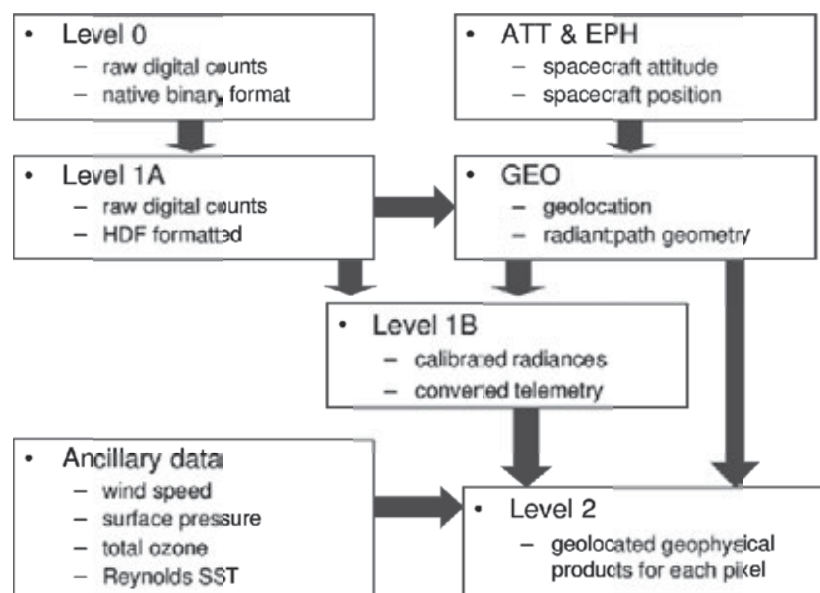 • Level 0
– raw digital counts
– native binary format
• ATT & EPH
– spacecraft attitude
– spacecraft position
• Level 1A
– raw digital counts
– HDF formatted
• GEO
– geolocation
– radiant path geometry
• Level 1B
– calibrated radiances
– converted telemetry
• Ancillary data
– wind speed
– surface pressure
– total ozone
– Reynolds SST
• Level 2
– geolocated geophysical
products for each pixel